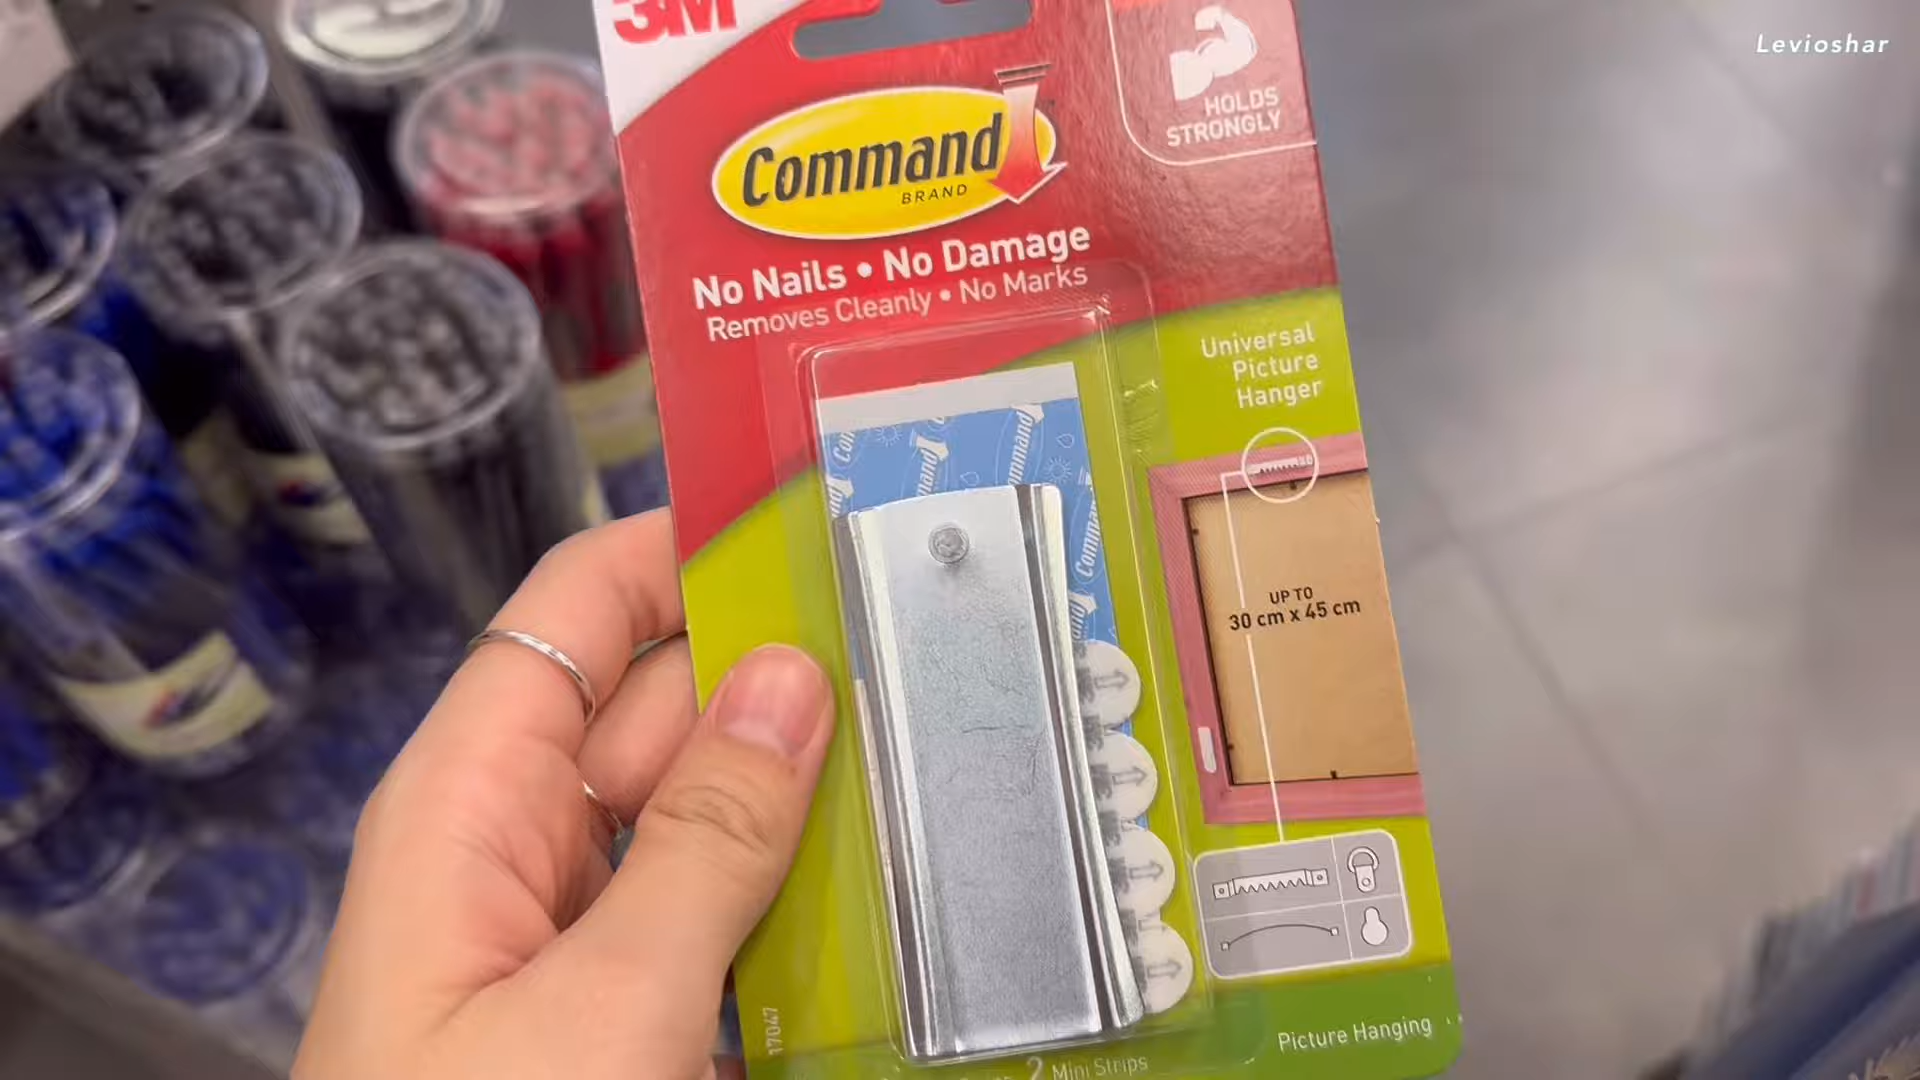 Levioshar
3M
HOLDS
STRONGLY
Command
BRAND
No Nails • No Damage
Removes Cleanly • No Marks
Universal
Picture
Hanger
Command
UP TO
30 cm x 45 cm
17047
Picture Hanging
2 Mini Strips